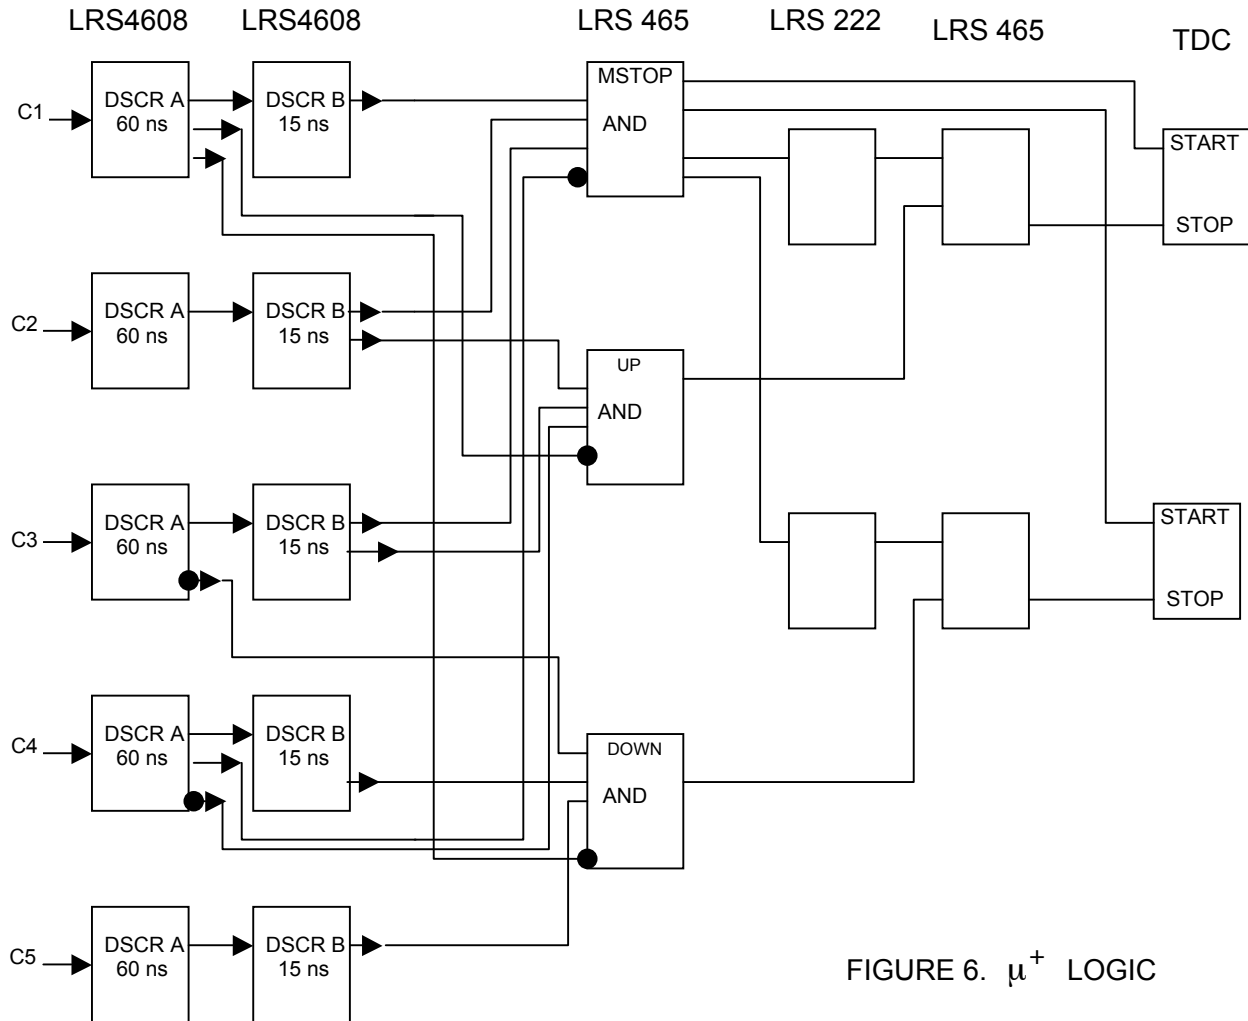 LRS4608
LRS4608
LRS 465
LRS 222
LRS 465
TDC
C1
DSCR A
60 ns
DSCR B
15 ns
MSTOP
AND
START
STOP
C2
DSCR A
60 ns
DSCR B
15 ns
UP
AND
C3
DSCR A
60 ns
DSCR B
15 ns
START
STOP
C4
DSCR A
60 ns
DSCR B
15 ns
DOWN
AND
C5
DSCR A
60 ns
DSCR B
15 ns
FIGURE 6. μ⁺ LOGIC